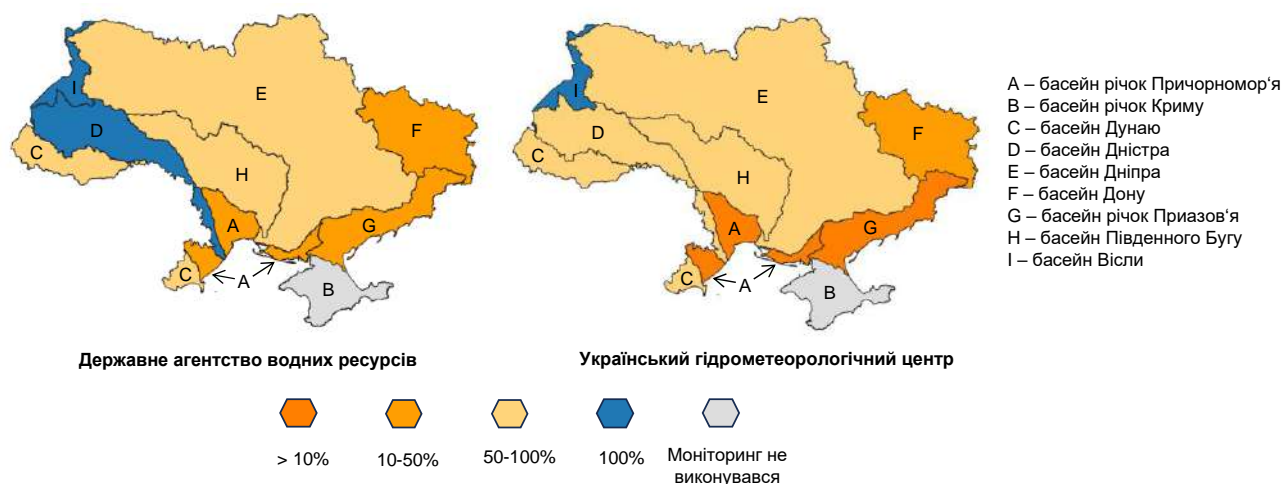 I
E
D
F
C
H
A
G
C
A
B
I
E
D
F
C
H
A
G
C
A
B
A – басейн річок Причорномор‘я
B – басейн річок Криму
C – басейн Дунаю
D – басейн Дністра
E – басейн Дніпра
F – басейн Дону
G – басейн річок Приазов’я
H – басейн Південного Бугу
I – басейн Вісли
Державне агентство водних ресурсів
Український гідрометеорологічний центр
> 10%
10-50%
50-100%
100%
Моніторинг не
виконувався